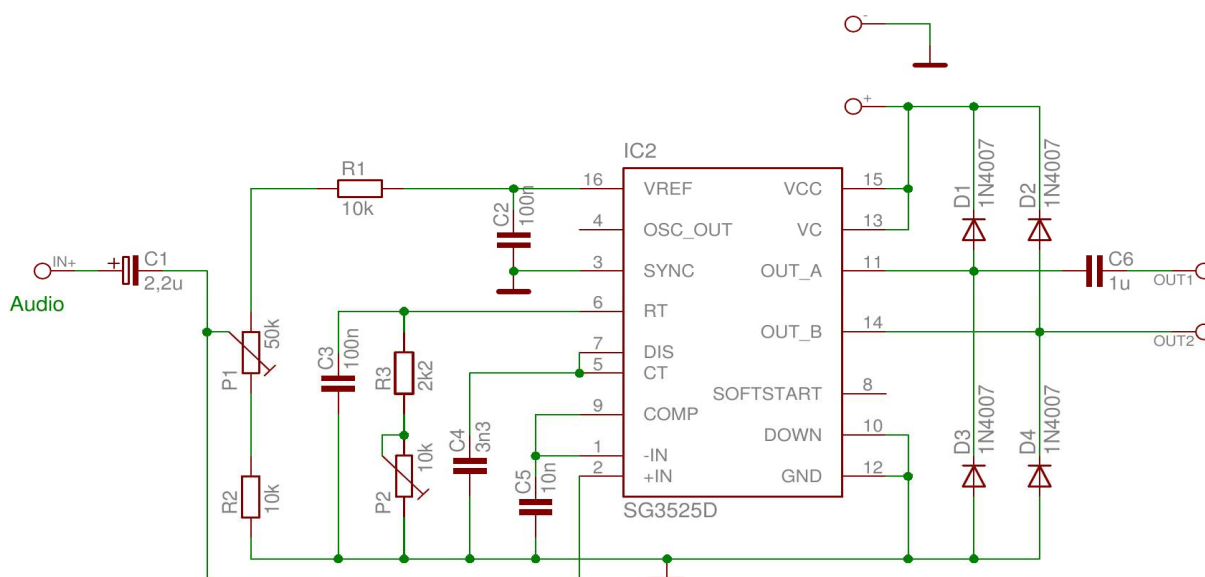 -
+
IC2
R1
10k
C2
100n
16
VREF
4
OSC_OUT
3
SYNC
6
RT
7
DIS
5
CT
9
COMP
1
-IN
2
+IN
VCC
15
VC
13
OUT_A
11
OUT_B
14
SOFTSTART
8
DOWN
10
GND
12
SG3525D
D1
1N4007
D2
1N4007
C6
1u
OUT1
OUT2
D3
1N4007
D4
1N4007
IN+
+
C1
2,2u
Audio
P1
50k
C3
100n
R3
2k2
P2
10k
C4
3n3
C5
10n
R2
10k